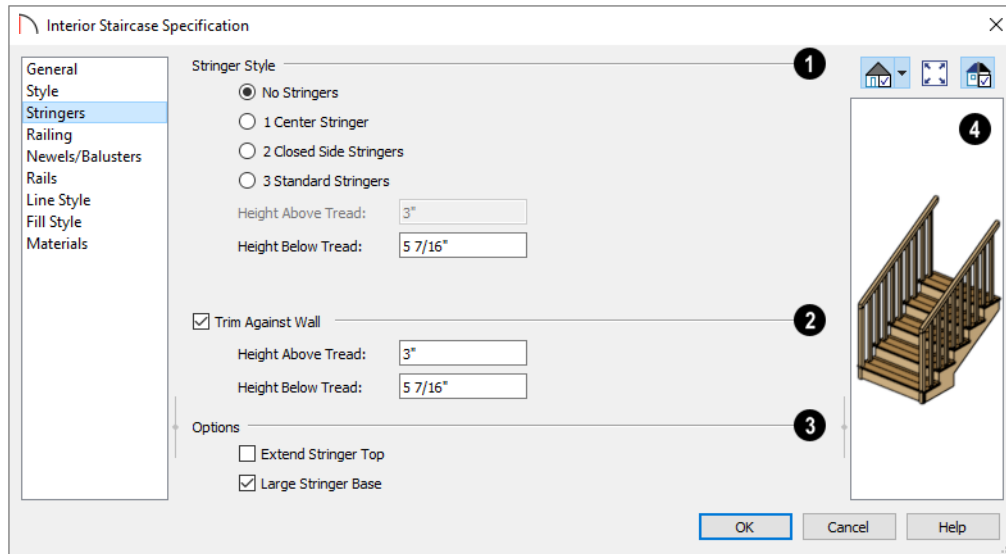 Interior Staircase Specification
General
Style
Stringers
Railing
Newels/Balusters
Rails
Line Style
Fill Style
Materials
Stringer Style
1
No Stringers
1 Center Stringer
2 Closed Side Stringers
3 Standard Stringers
Height Above Tread: 3"
Height Below Tread: 5 7/16"
Trim Against Wall
2
Height Above Tread: 3"
Height Below Tread: 5 7/16"
Options
3
Extend Stringer Top
Large Stringer Base
4
OK Cancel Help